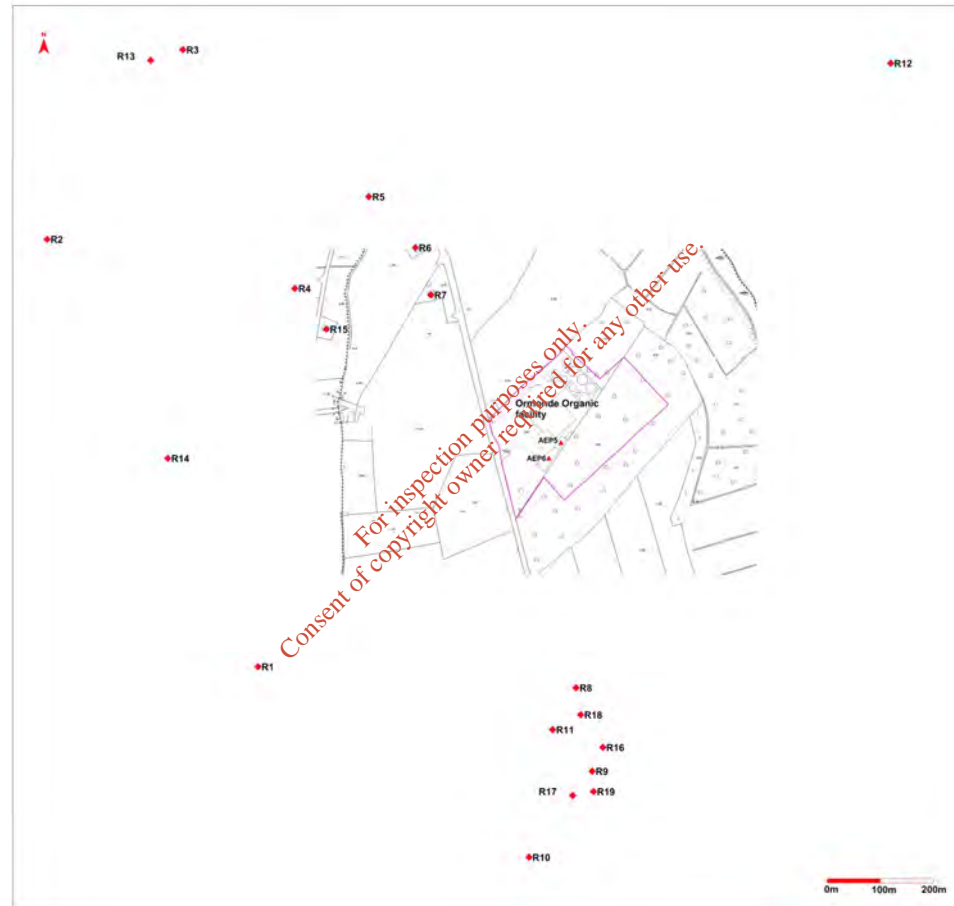 N
R13
R3
R12
R5
R2
R6
R4
R7
R15
Ormonde Organic
facility
AEP5
AEP6
R14
For inspection purposes only.
Consent of copyright owner required for any other use.
R1
R8
R18
R11
R16
R9
R17
R19
R10
0m 100m 200m